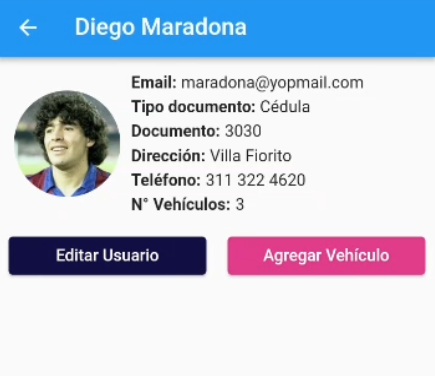 Diego Maradona
Email: maradona@yopmail.com
Tipo documento: Cédula
Documento: 3030
Dirección: Villa Fiorito
Teléfono: 311 322 4620
N° Vehículos: 3
Editar Usuario
Agregar Vehículo